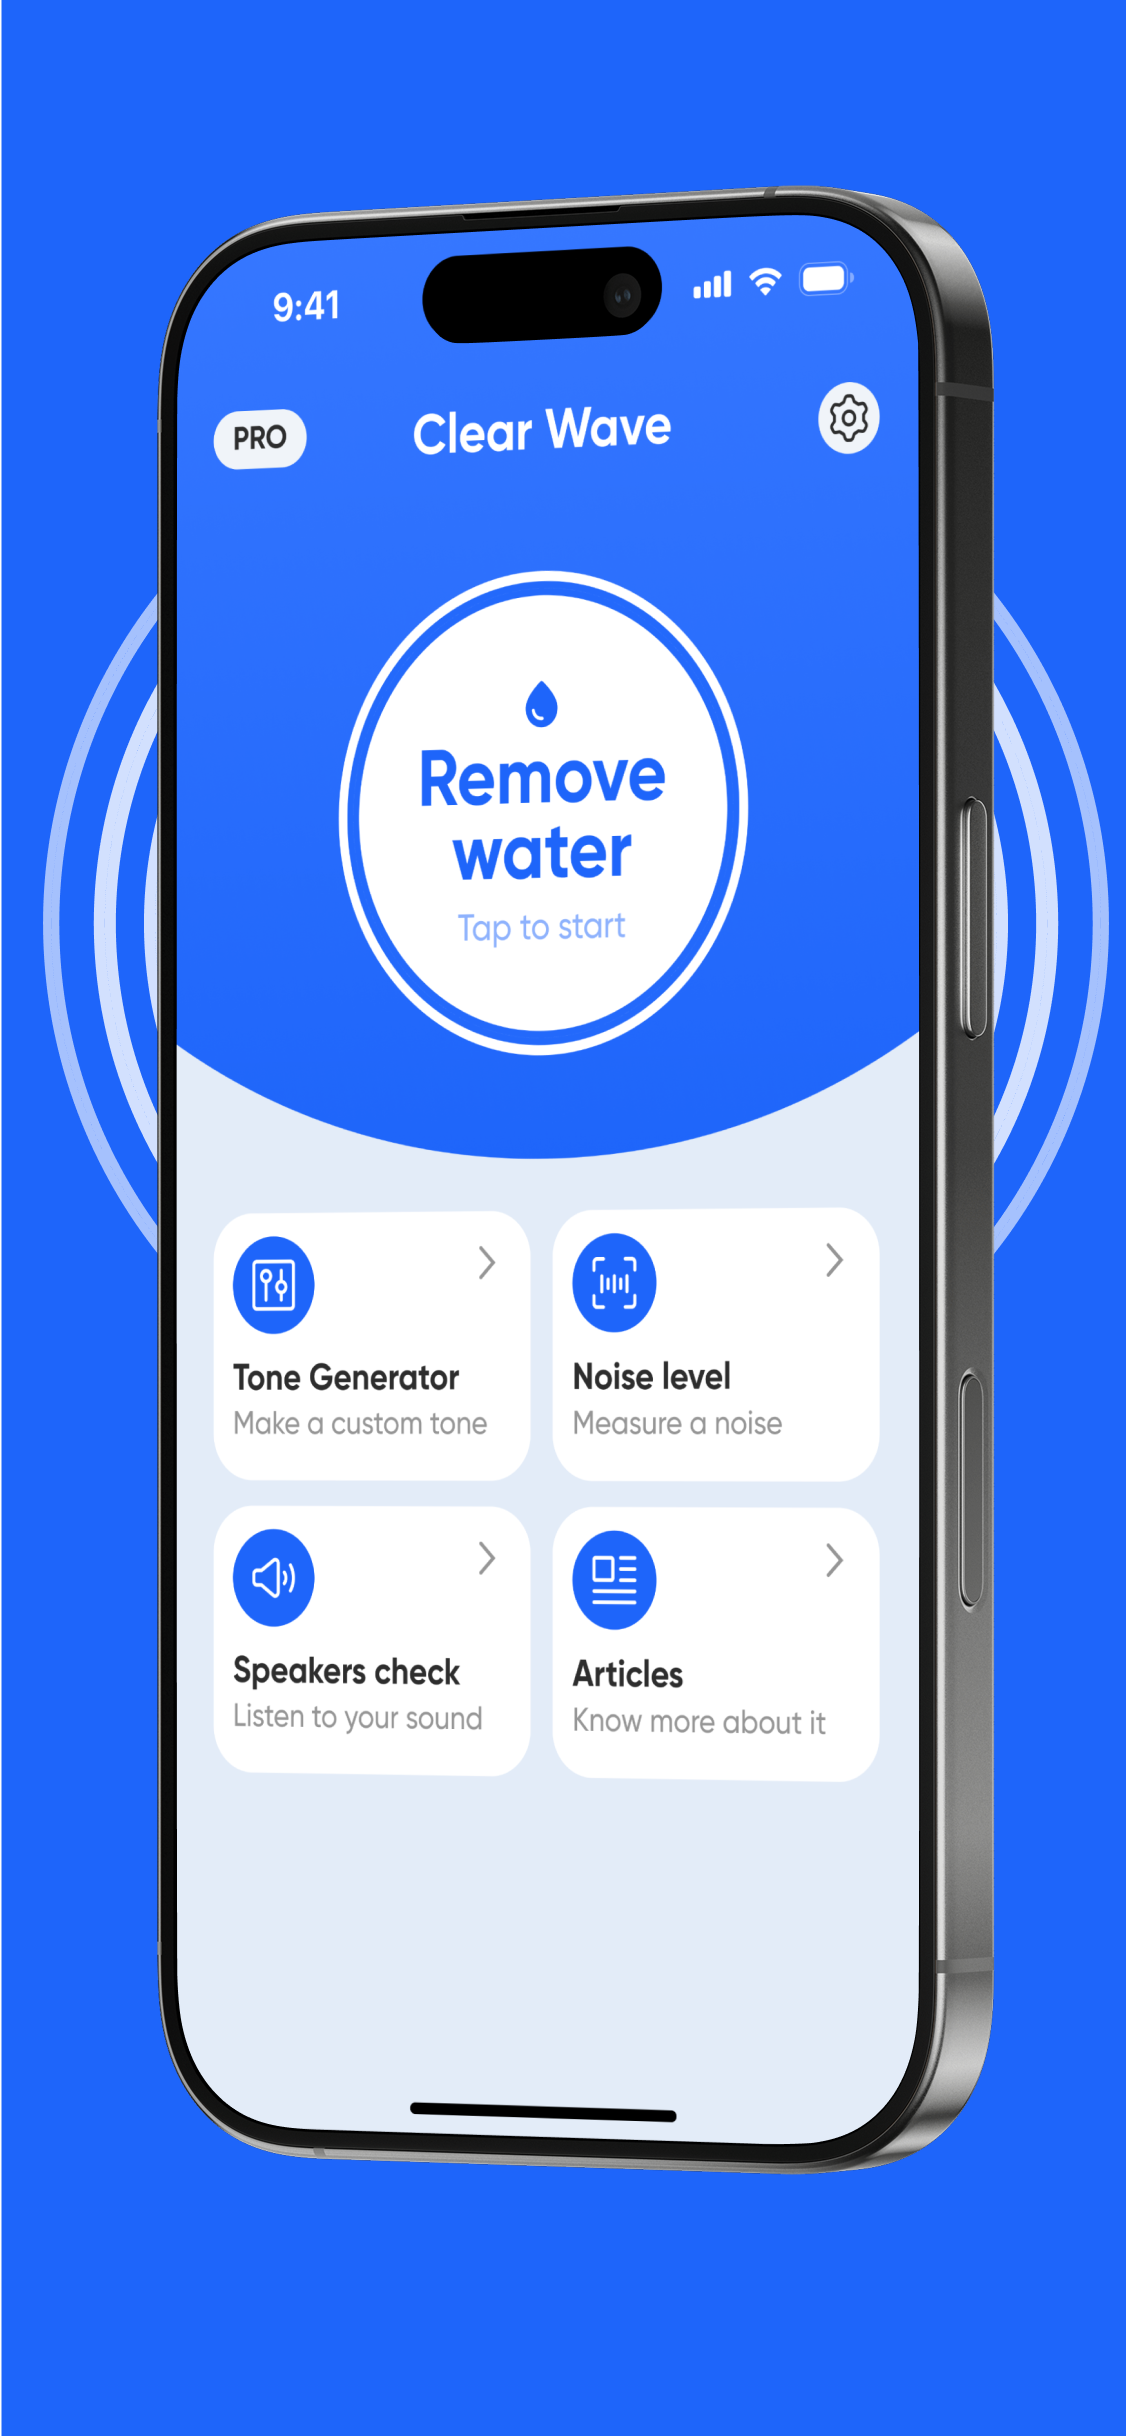 9:41
PRO
Clear Wave
Remove
water
Tap to start
Tone Generator
Make a custom tone
Noise level
Measure a noise
Speakers check
Listen to your sound
Articles
Know more about it